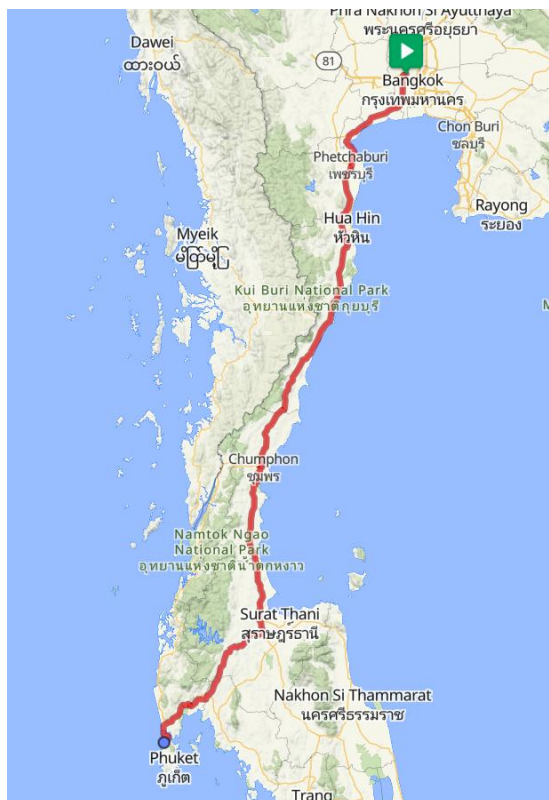 Phra Nakhon Si Ayutthaya
พระนครศรีอยุธยา
Dawei
ထားဝယ်
81
Bangkok
กรุงเทพมหานคร
Chon Buri
ชลบุรี
Phetchaburi
เพชรบุรี
Rayong
ระยอง
Hua Hin
หัวหิน
Myeik
Kui Buri National Park
อุทยานแห่งชาติกุยบุรี
Chumphon
ชุมพร
Namtok Ngao
National Park
อุทยานแห่งชาติน้ำตกหงาว
Surat Thani
สุราษฎร์ธานี
Nakhon Si Thammarat
นครศรีธรรมราช
Phuket
ภูเก็ต
Trang